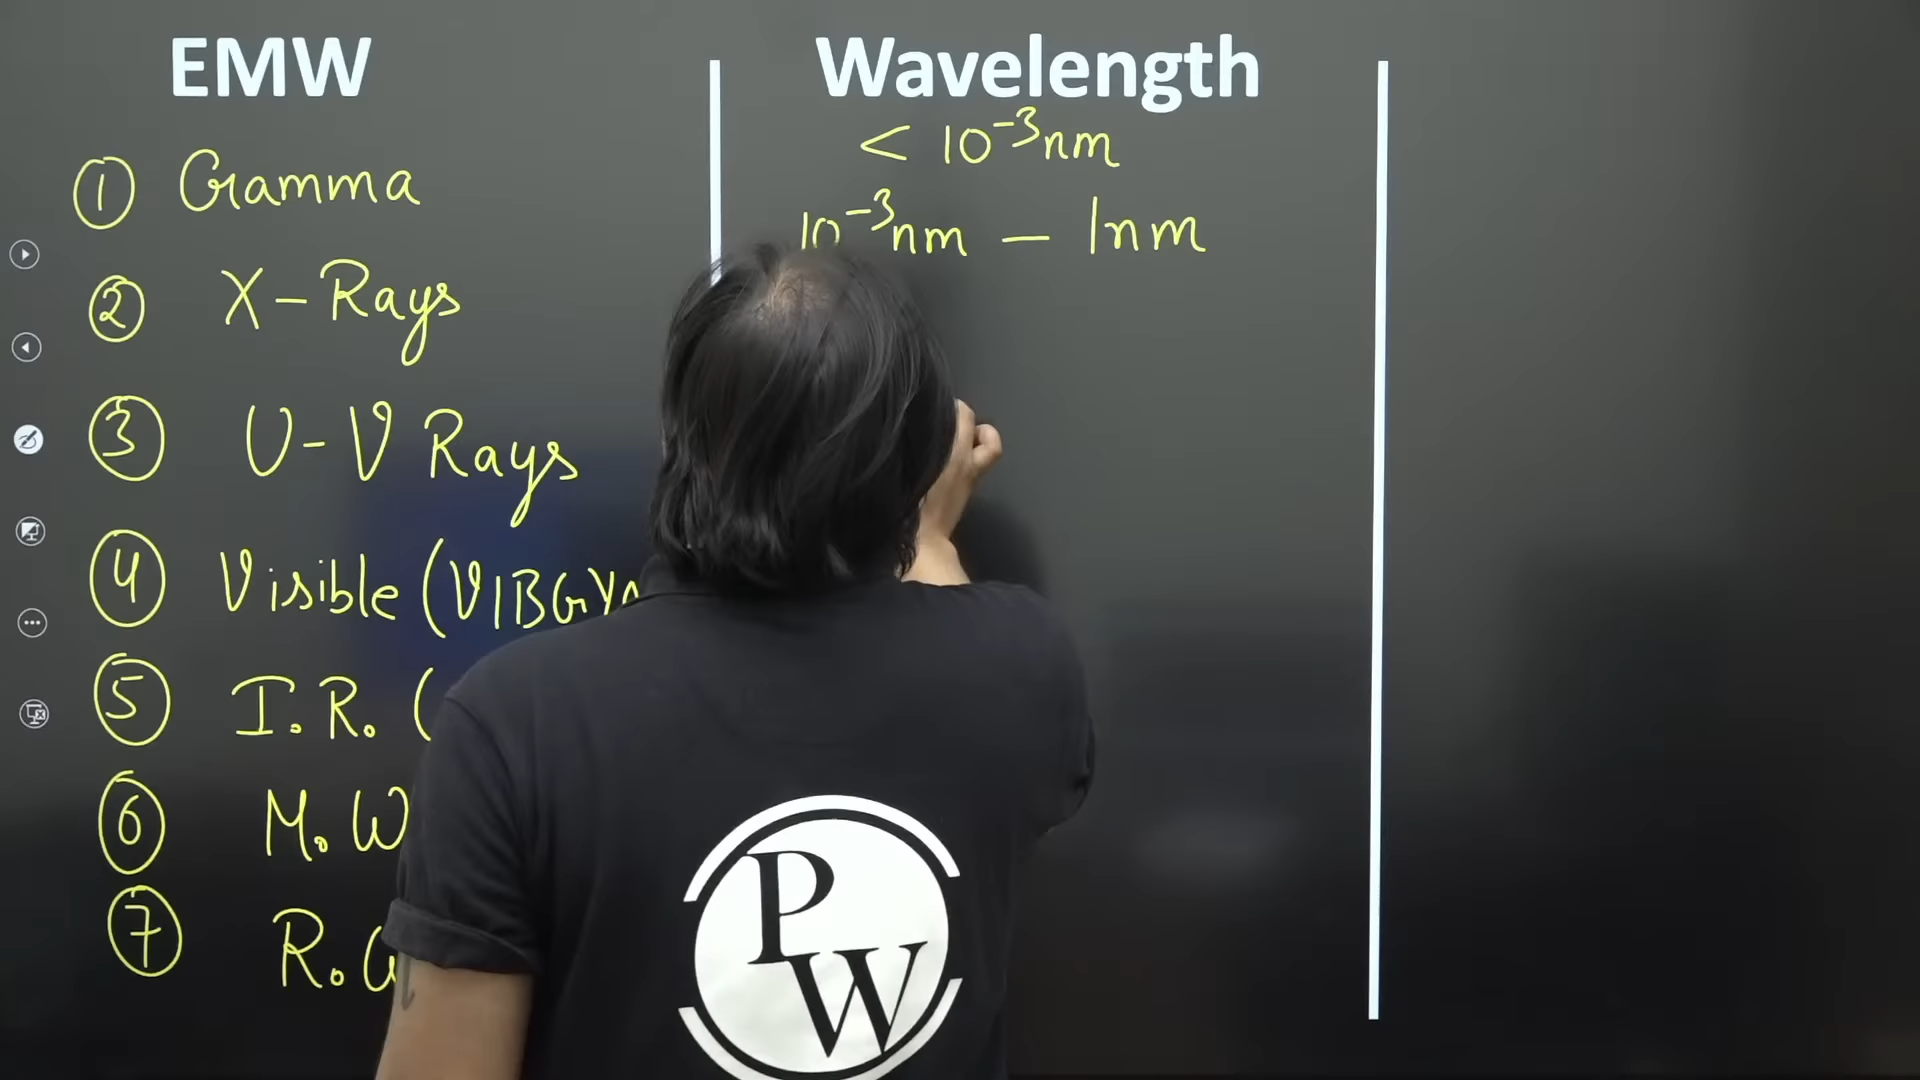 EMW
Wavelength
< 10⁻³nm
① Gamma
10⁻³nm – 1nm
② X-Rays
③ U-V Rays
④ Visible (VIBGY
⑤ I.R. (
⑥ M.W
⑦ R.
PW